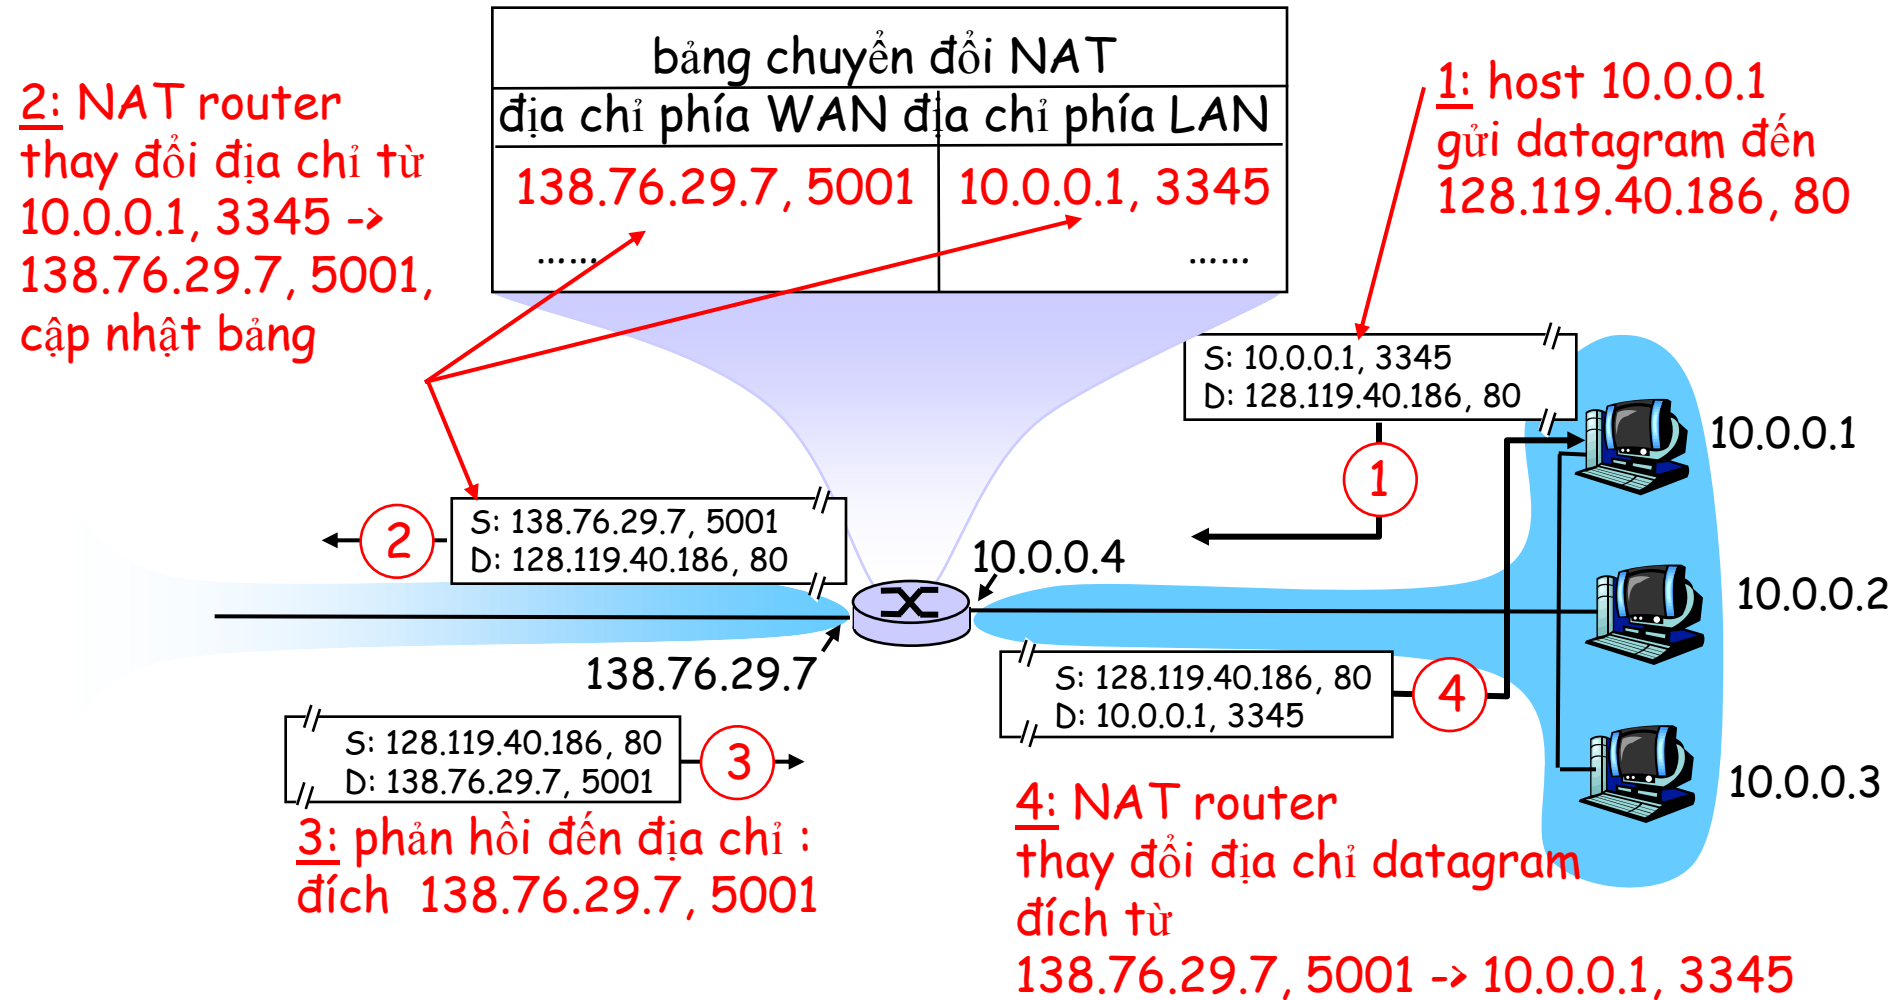 bảng chuyển đổi NAT
địa chỉ phía WAN địa chỉ phía LAN
138.76.29.7, 5001 10.0.0.1, 3345
...... ......
2: NAT router
thay đổi địa chỉ từ
10.0.0.1, 3345 ->
138.76.29.7, 5001,
cập nhật bảng
1: host 10.0.0.1
gửi datagram đến
128.119.40.186, 80
S: 10.0.0.1, 3345
D: 128.119.40.186, 80
10.0.0.1
1
S: 138.76.29.7, 5001
D: 128.119.40.186, 80
2
10.0.0.4
10.0.0.2
138.76.29.7
S: 128.119.40.186, 80
D: 10.0.0.1, 3345
4
S: 128.119.40.186, 80
D: 138.76.29.7, 5001
3
10.0.0.3
3: phản hồi đến địa chỉ :
đích 138.76.29.7, 5001
4: NAT router
thay đổi địa chỉ datagram
đích từ
138.76.29.7, 5001 -> 10.0.0.1, 3345